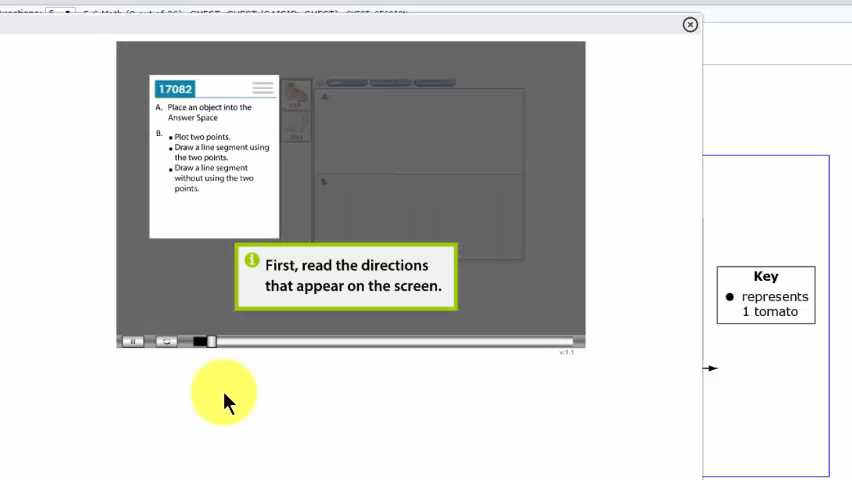 17082
A. Place an object into the
Answer Space
B.
• Plot two points.
• Draw a line segment using
the two points.
• Draw a line segment
without using the two
points.
A.
B.
First, read the directions
that appear on the screen.
v.1.1
Key
● represents
1 tomato